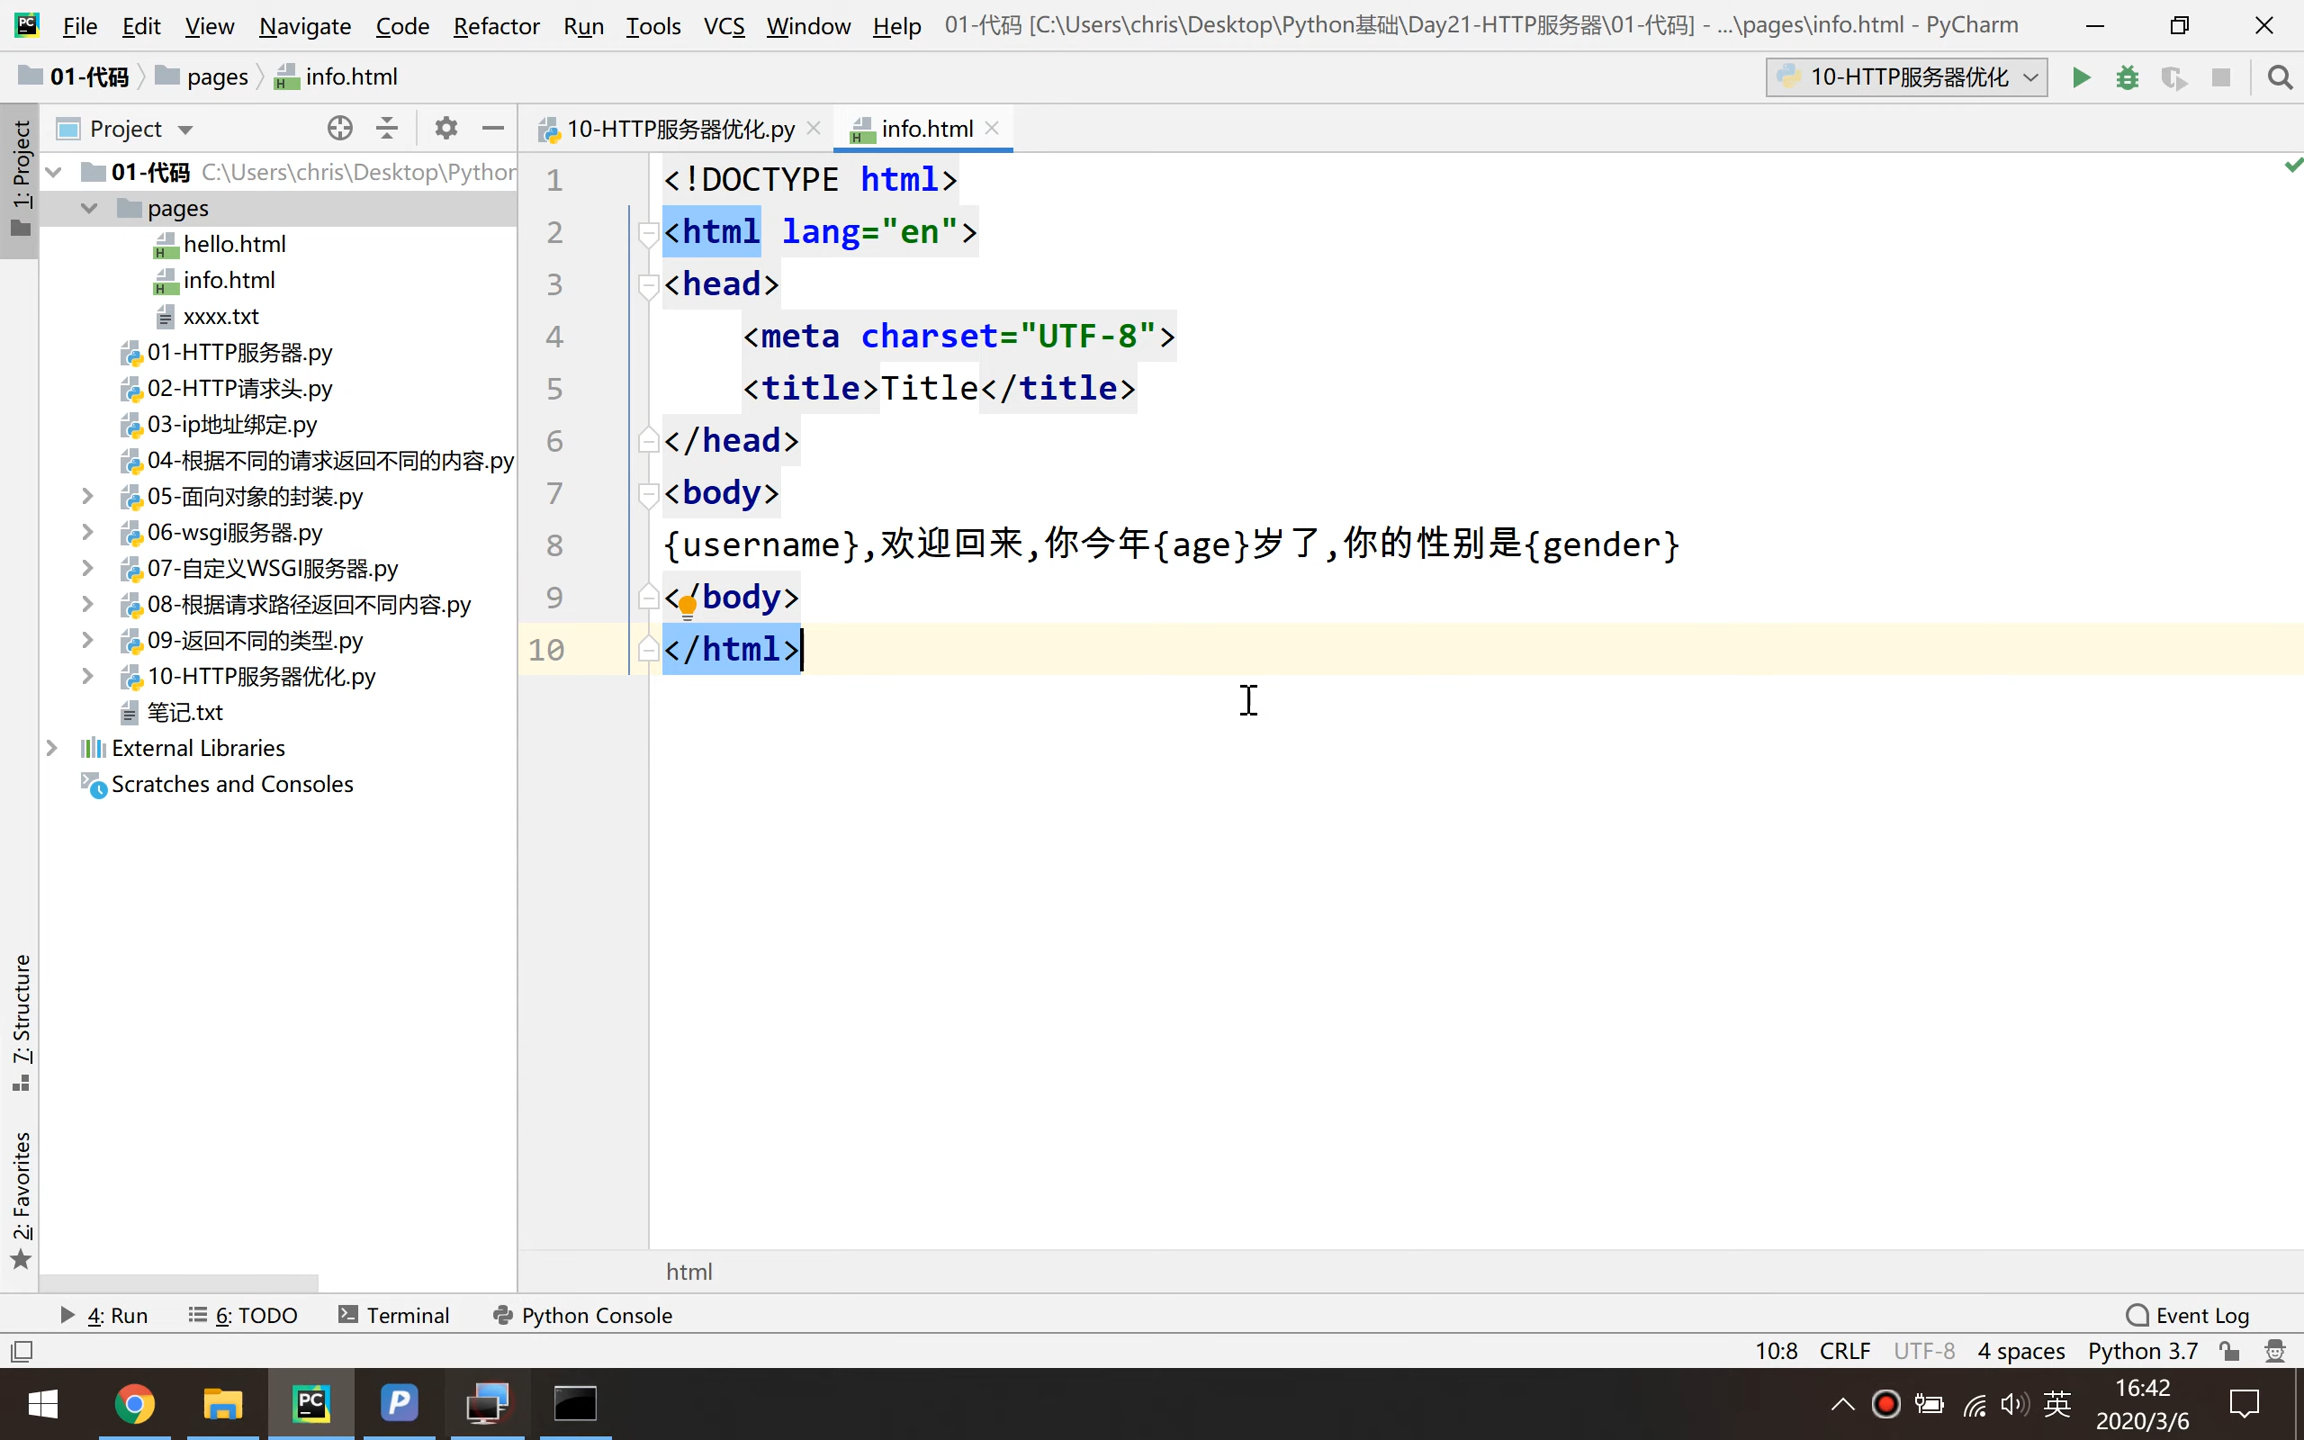 File Edit View Navigate Code Refactor Run Tools VCS Window Help 01-代码 [C:\Users\chris\Desktop\Python基础\Day21-HTTP服务器\01-代码] - ...\pages\info.html - PyCharm
01-代码 pages info.html 10-HTTP服务器优化
Project 10-HTTP服务器优化.py info.html
1: Project
01-代码 C:\Users\chris\Desktop\Python
pages
hello.html
info.html
xxxx.txt
01-HTTP服务器.py
02-HTTP请求头.py
03-ip地址绑定.py
04-根据不同的请求返回不同的内容.py
05-面向对象的封装.py
06-wsgi服务器.py
07-自定义WSGI服务器.py
08-根据请求路径返回不同内容.py
09-返回不同的类型.py
10-HTTP服务器优化.py
笔记.txt
External Libraries
Scratches and Consoles
7: Structure
2: Favorites
1 <!DOCTYPE html>
2 <html lang="en">
3 <head>
4 <meta charset="UTF-8">
5 <title>Title</title>
6 </head>
7 <body>
8 {username},欢迎回来,你今年{age}岁了,你的性别是{gender}
9 </body>
10 </html>
html
4: Run 6: TODO Terminal Python Console Event Log
10:8 CRLF UTF-8 4 spaces Python 3.7
英 16:42
2020/3/6